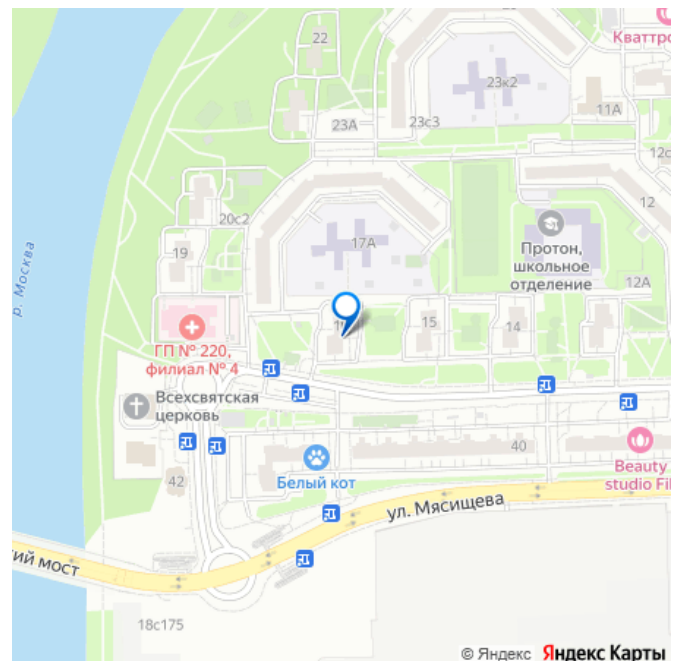 22
Кваттро
23к2
11А
23А
23с3
12
20с2
17А
Протон,
школьное
отделение
19
12А
р. Москва
15
14
ГП № 220,
филиал № 4
Всехсвятская
церковь
40
Белый кот
Beauty
studio Fil
42
ул. Мясищева
кий мост
18с175
© Яндекс Яндекс Карты